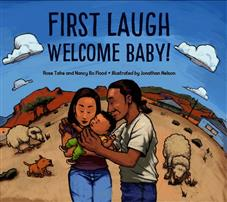 FIRST LAUGH
WELCOME BABY!
Rose Tahe and Nancy Bo Flood • Illustrated by Jonathan Nelson